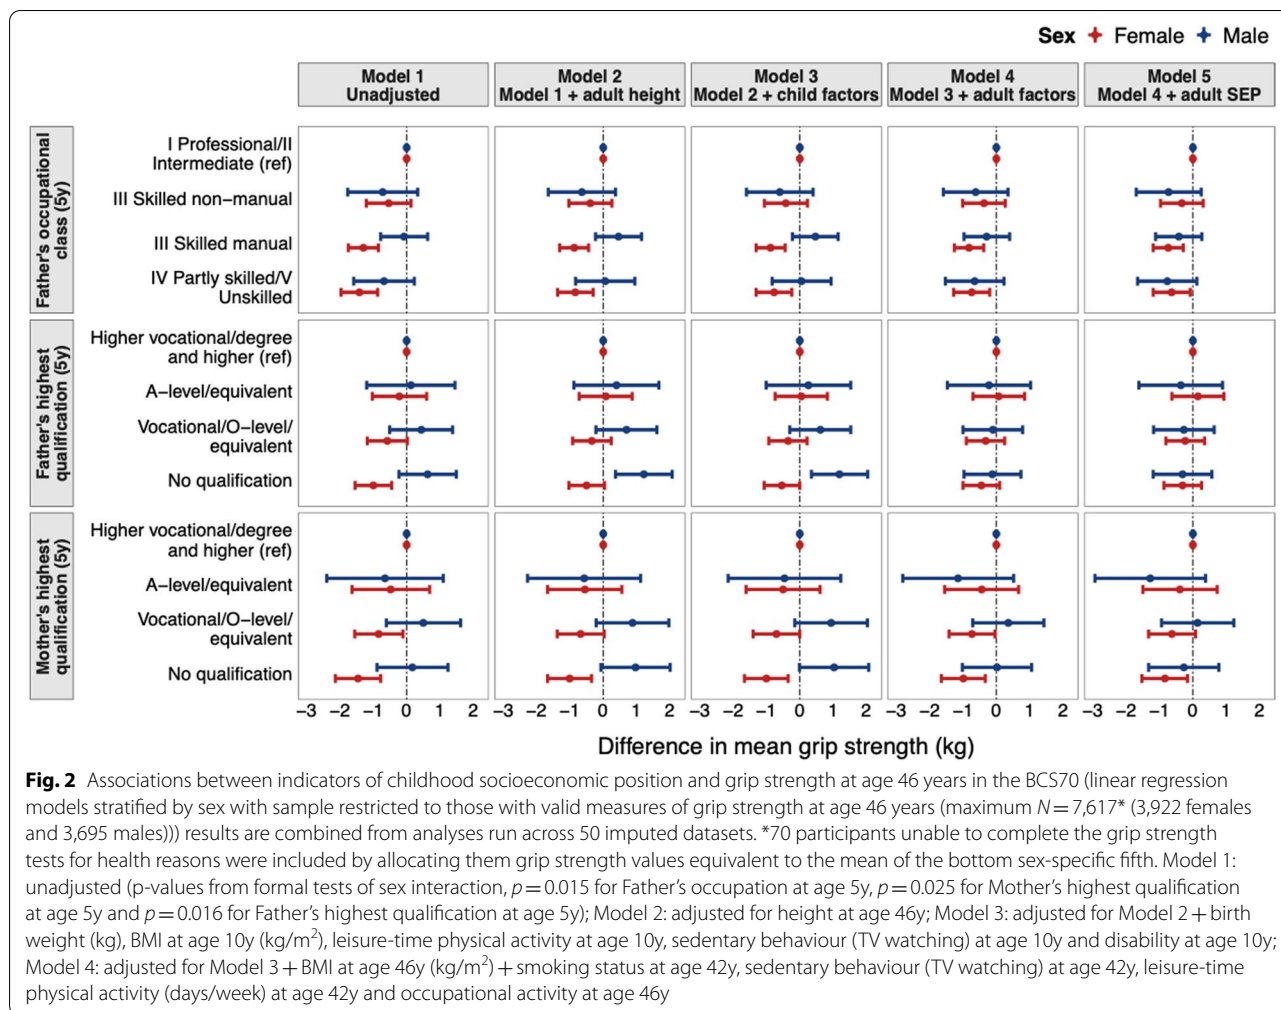 Sex Female Male
Model 1
Unadjusted
Model 2
Model 1 + adult height
Model 3
Model 2 + child factors
Model 4
Model 3 + adult factors
Model 5
Model 4 + adult SEP
Father's occupational
class (5y)
I Professional/II
Intermediate (ref)
III Skilled non−manual
III Skilled manual
IV Partly skilled/V
Unskilled
Father's highest
qualification (5y)
Higher vocational/degree
and higher (ref)
A−level/equivalent
Vocational/O−level/
equivalent
No qualification
Mother's highest
qualification (5y)
Higher vocational/degree
and higher (ref)
A−level/equivalent
Vocational/O−level/
equivalent
No qualification
−3 −2 −1 0 1 2 −3 −2 −1 0 1 2 −3 −2 −1 0 1 2 −3 −2 −1 0 1 2 −3 −2 −1 0 1 2
Difference in mean grip strength (kg)
Fig. 2 Associations between indicators of childhood socioeconomic position and grip strength at age 46 years in the BCS70 (linear regression
models stratified by sex with sample restricted to those with valid measures of grip strength at age 46 years (maximum N = 7,617* (3,922 females
and 3,695 males))) results are combined from analyses run across 50 imputed datasets. *70 participants unable to complete the grip strength
tests for health reasons were included by allocating them grip strength values equivalent to the mean of the bottom sex-specific fifth. Model 1:
unadjusted (p-values from formal tests of sex interaction, p = 0.015 for Father's occupation at age 5y, p = 0.025 for Mother's highest qualification
at age 5y and p = 0.016 for Father's highest qualification at age 5y); Model 2: adjusted for height at age 46y; Model 3: adjusted for Model 2 + birth
weight (kg), BMI at age 10y (kg/m²), leisure-time physical activity at age 10y, sedentary behaviour (TV watching) at age 10y and disability at age 10y;
Model 4: adjusted for Model 3 + BMI at age 46y (kg/m²) + smoking status at age 42y, sedentary behaviour (TV watching) at age 42y, leisure-time
physical activity (days/week) at age 42y and occupational activity at age 46y